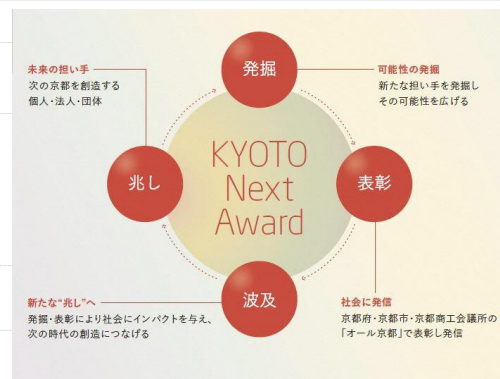 発掘
未来の担い手
次の京都を創造する
個人・法人・団体
可能性の発掘
新たな担い手を発掘し
その可能性を広げる
KYOTO
Next
Award
兆し
表彰
波及
新たな“兆し”へ
発掘・表彰により社会にインパクトを与え、
次の時代の創造につなげる
社会に発信
京都府・京都市・京都商工会議所の
「オール京都」で表彰し発信